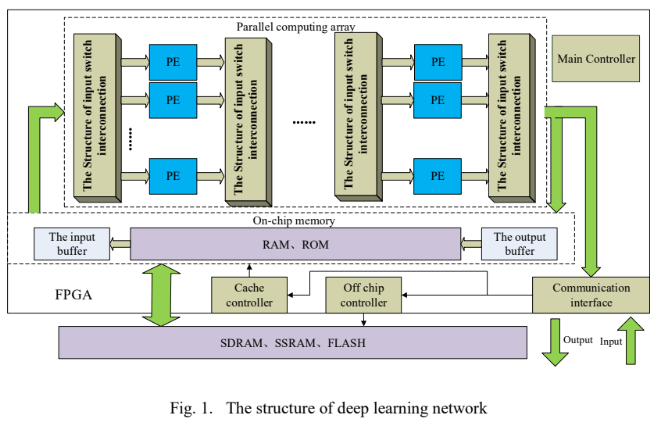 Parallel computing array
The Structure of input switch
interconnection
PE
PE
......
PE
The Structure of input switch
interconnection
......
The Structure of input switch
interconnection
PE
PE
PE
The Structure of input switch
interconnection
Main Controller
On-chip memory
The input
buffer
RAM、ROM
The output
buffer
FPGA
Cache
controller
Off chip
controller
Communication
interface
SDRAM、SSRAM、FLASH
Output
Input
Fig. 1. The structure of deep learning network